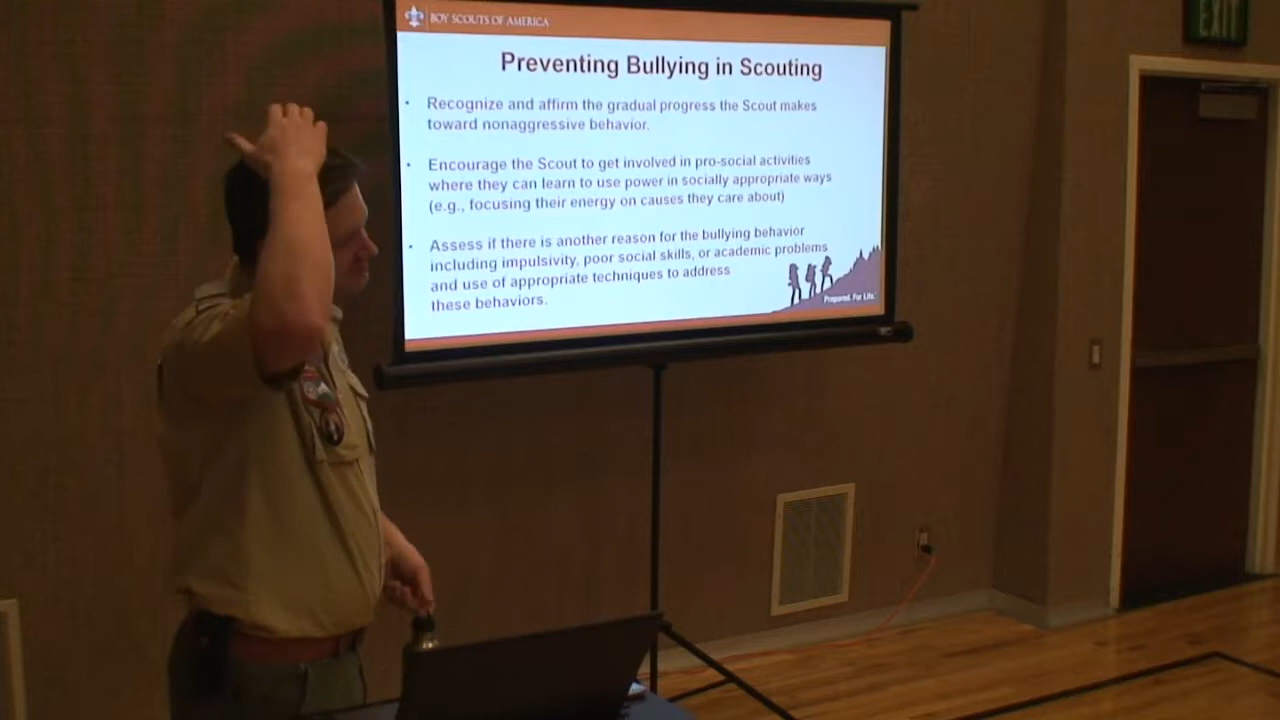 EXIT
BOY SCOUTS OF AMERICA
Preventing Bullying in Scouting
• Recognize and affirm the gradual progress the Scout makes
toward nonaggressive behavior.
• Encourage the Scout to get involved in pro-social activities
where they can learn to use power in socially appropriate ways
(e.g., focusing their energy on causes they care about)
• Assess if there is another reason for the bullying behavior
including impulsivity, poor social skills, or academic problems
and use of appropriate techniques to address
these behaviors.
Prepared. For Life.™